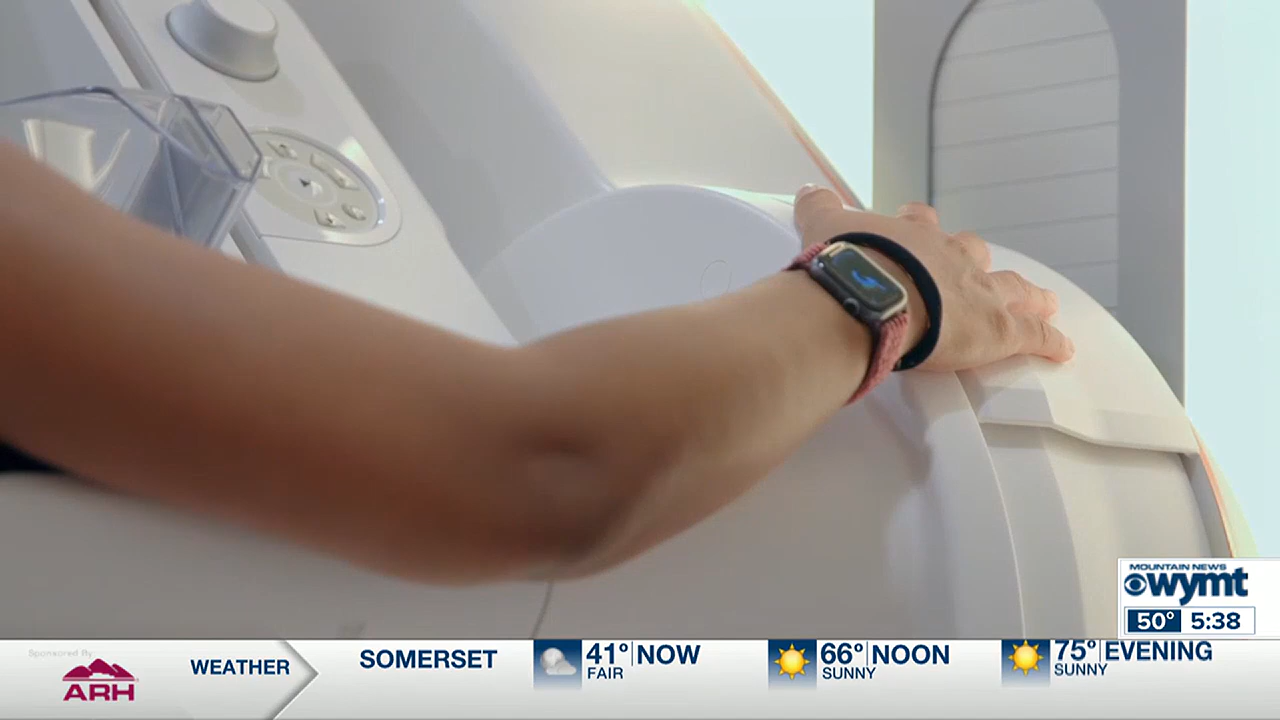 MOUNTAIN NEWS
wymt
50° 5:38
Sponsored By
ARH
WEATHER
SOMERSET
41° NOW
FAIR
66° NOON
SUNNY
75° EVENING
SUNNY